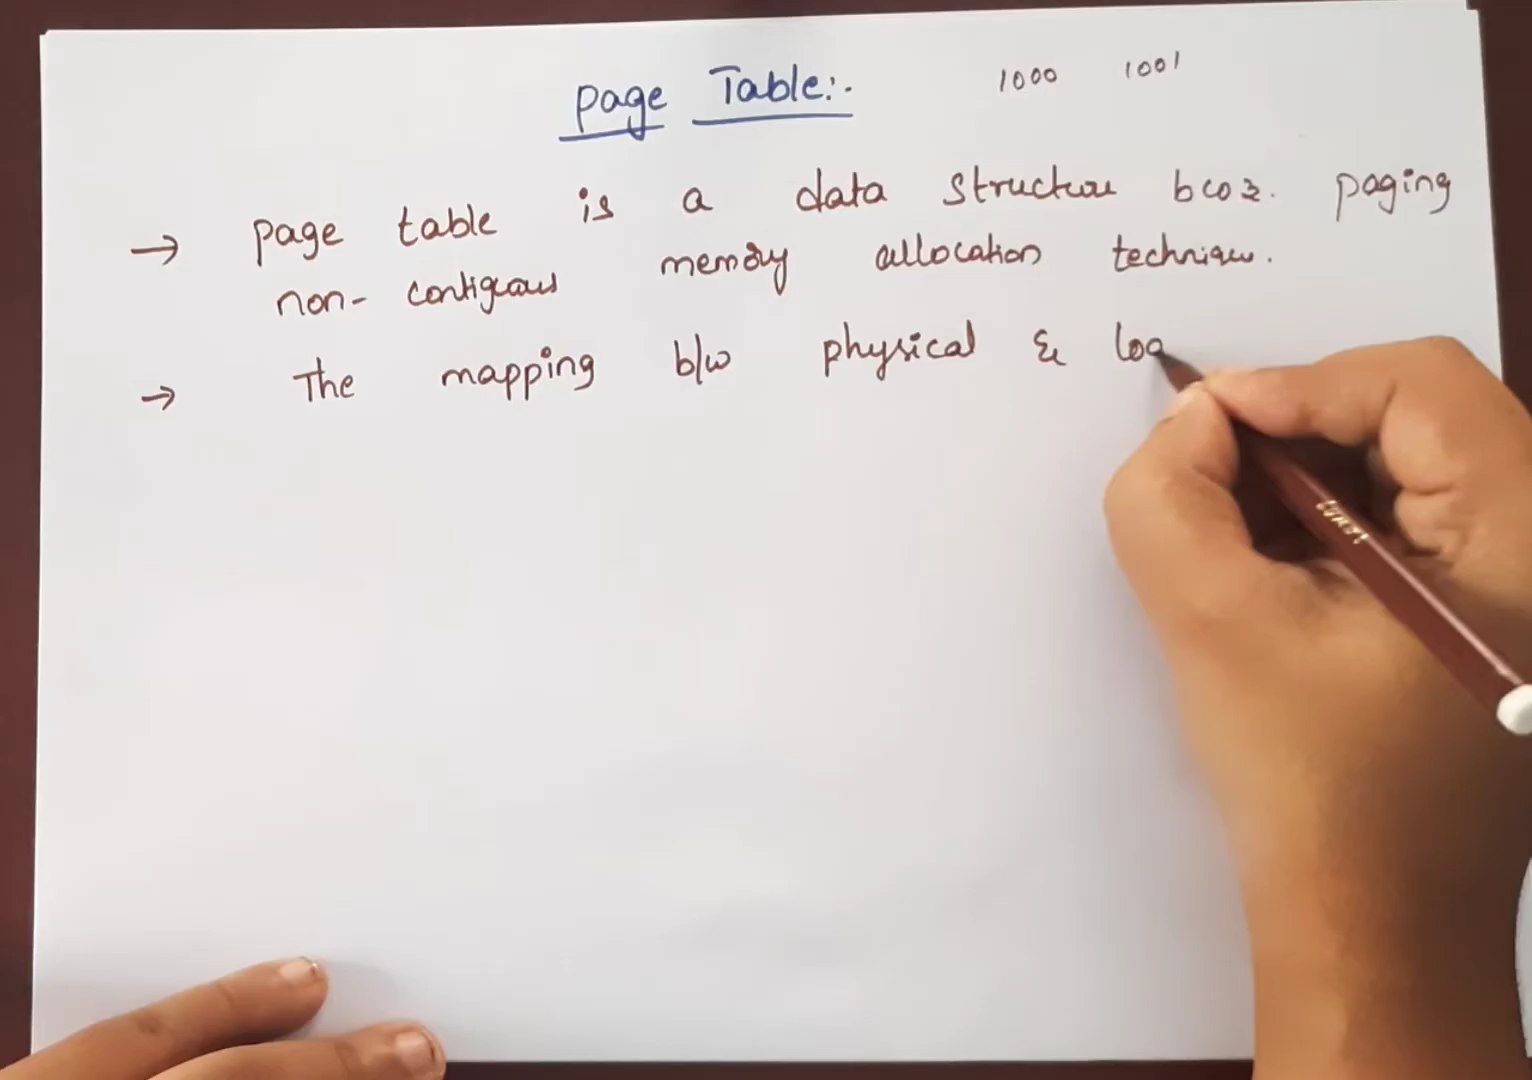 Page Table:-
1000 1001
→ page table is a data structure bcoz. paging
non- contiguous memory allocation technique.
→ The mapping b/w physical & log